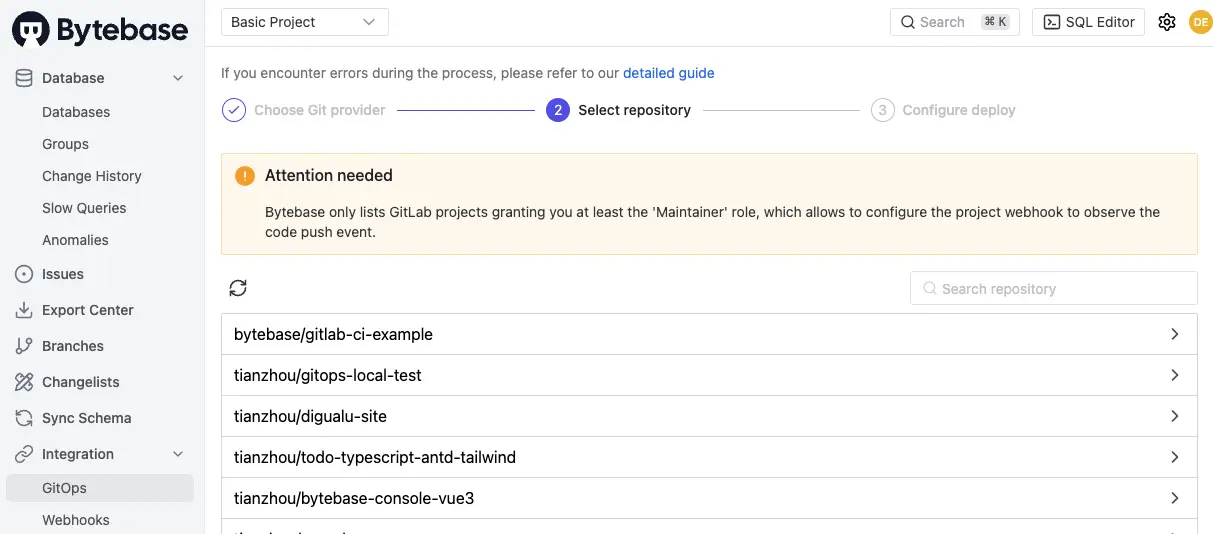 Bytebase
Basic Project
Search
⌘ K
SQL Editor
DE
Database
Databases
Groups
Change History
Slow Queries
Anomalies
Issues
Export Center
Branches
Changelists
Sync Schema
Integration
GitOps
Webhooks
If you encounter errors during the process, please refer to our detailed guide
Choose Git provider
2
Select repository
3
Configure deploy
Attention needed
Bytebase only lists GitLab projects granting you at least the 'Maintainer' role, which allows to configure the project webhook to observe the
code push event.
Search repository
bytebase/gitlab-ci-example
tianzhou/gitops-local-test
tianzhou/digualu-site
tianzhou/todo-typescript-antd-tailwind
tianzhou/bytebase-console-vue3